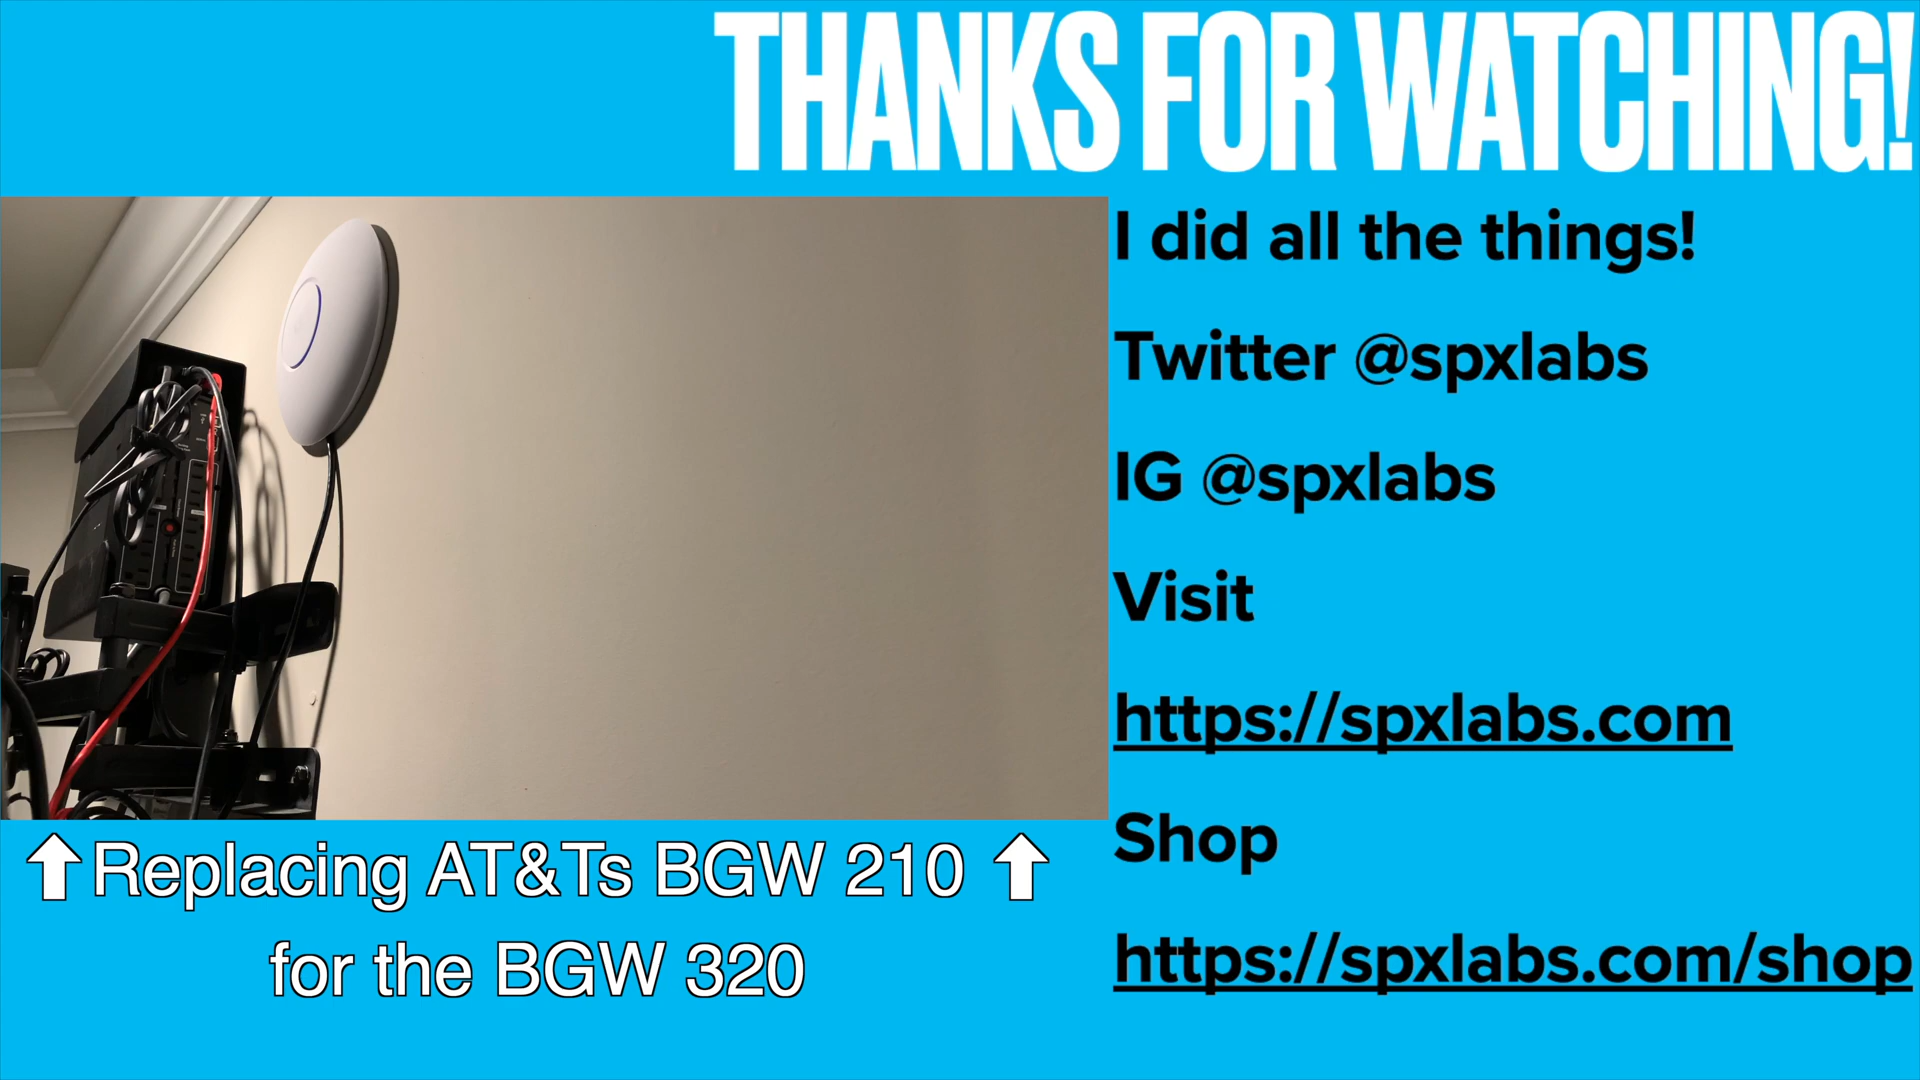 THANKS FOR WATCHING!
I did all the things!
Twitter @spxlabs
IG @spxlabs
Visit
https://spxlabs.com
Shop
https://spxlabs.com/shop
⬆Replacing AT&Ts BGW 210 ⬆
for the BGW 320